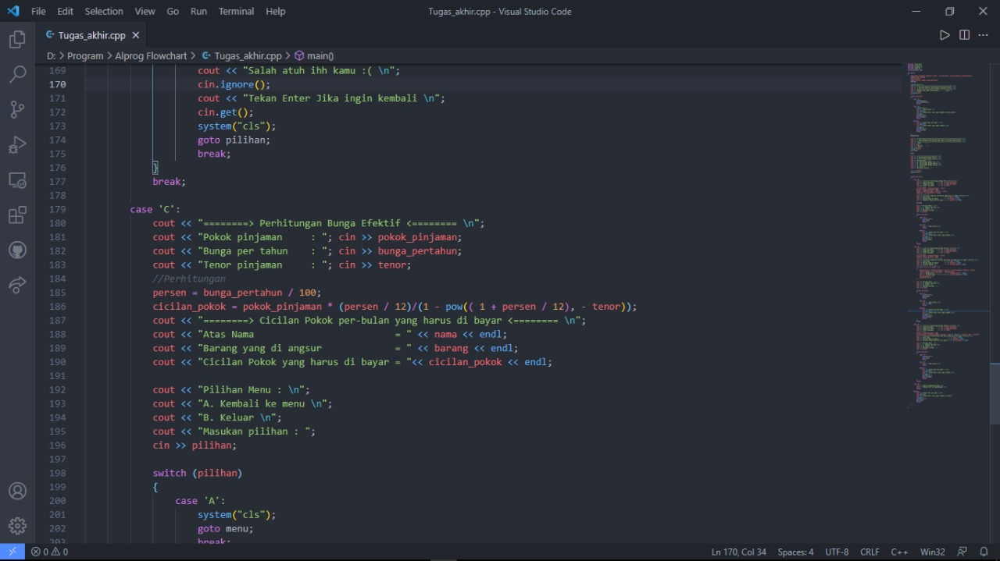 File Edit Selection View Go Run Terminal Help Tugas_akhir.cpp - Visual Studio Code
Tugas_akhir.cpp
D: > Program > Alprog Flowchart > Tugas_akhir.cpp > main()
169 cout << "Salah atuh ihh kamu :( \n";
170 cin.ignore();
171 cout << "Tekan Enter Jika ingin kembali \n";
172 cin.get();
173 system("cls");
174 goto pilihan;
175 break;
176 }
177 break;
178
179 case 'C':
180 cout << "========> Perhitungan Bunga Efektif <======== \n";
181 cout << "Pokok pinjaman     : "; cin >> pokok_pinjaman;
182 cout << "Bunga per tahun    : "; cin >> bunga_pertahun;
183 cout << "Tenor pinjaman     : "; cin >> tenor;
184 //Perhitungan
185 persen = bunga_pertahun / 100;
186 cicilan_pokok = pokok_pinjaman * (persen / 12)/(1 - pow(( 1 + persen / 12), - tenor));
187 cout << "========> Cicilan Pokok per-bulan yang harus di bayar <======== \n";
188 cout << "Atas Nama                         = " << nama << endl;
189 cout << "Barang yang di angsur             = " << barang << endl;
190 cout << "Cicilan Pokok yang harus di bayar = "<< cicilan_pokok << endl;
191
192 cout << "Pilihan Menu : \n";
193 cout << "A. Kembali ke menu \n";
194 cout << "B. Keluar \n";
195 cout << "Masukan pilihan : ";
196 cin >> pilihan;
197
198 switch (pilihan)
199 {
200 case 'A':
201 system("cls");
202 goto menu;
203 break;
0 0 Ln 170, Col 34 Spaces: 4 UTF-8 CRLF C++ Win32